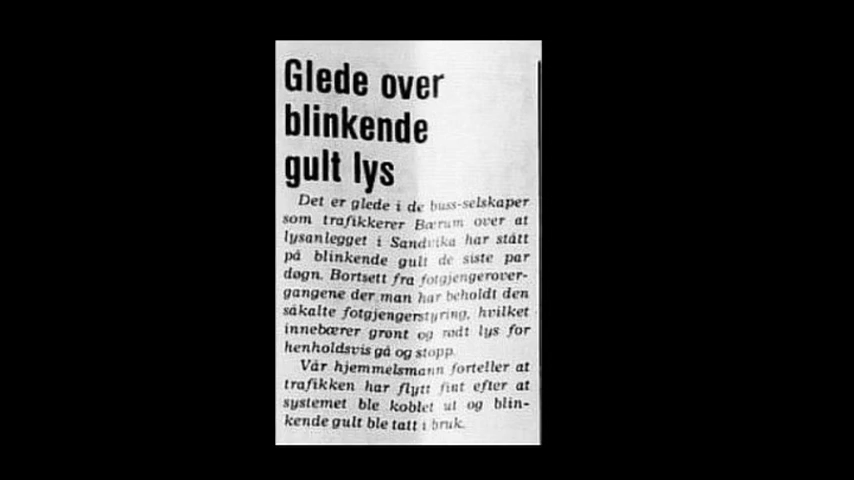 Glede over
blinkende
gult lys
Det er glede i de buss-selskaper
som trafikkerer Bærum over at
lysanlegget i Sandvika har stått
på blinkende gult de siste par
døgn. Bortsett fra fotgjengerover-
gangene der man har beholdt den
såkalte fotgjengerstyring, hvilket
innebærer grønt og rødt lys for
henholdsvis gå og stopp.
Vår hjemmelsmann forteller at
trafikken har flytt fint efter at
systemet ble koblet ut og blin-
kende gult ble tatt i bruk.